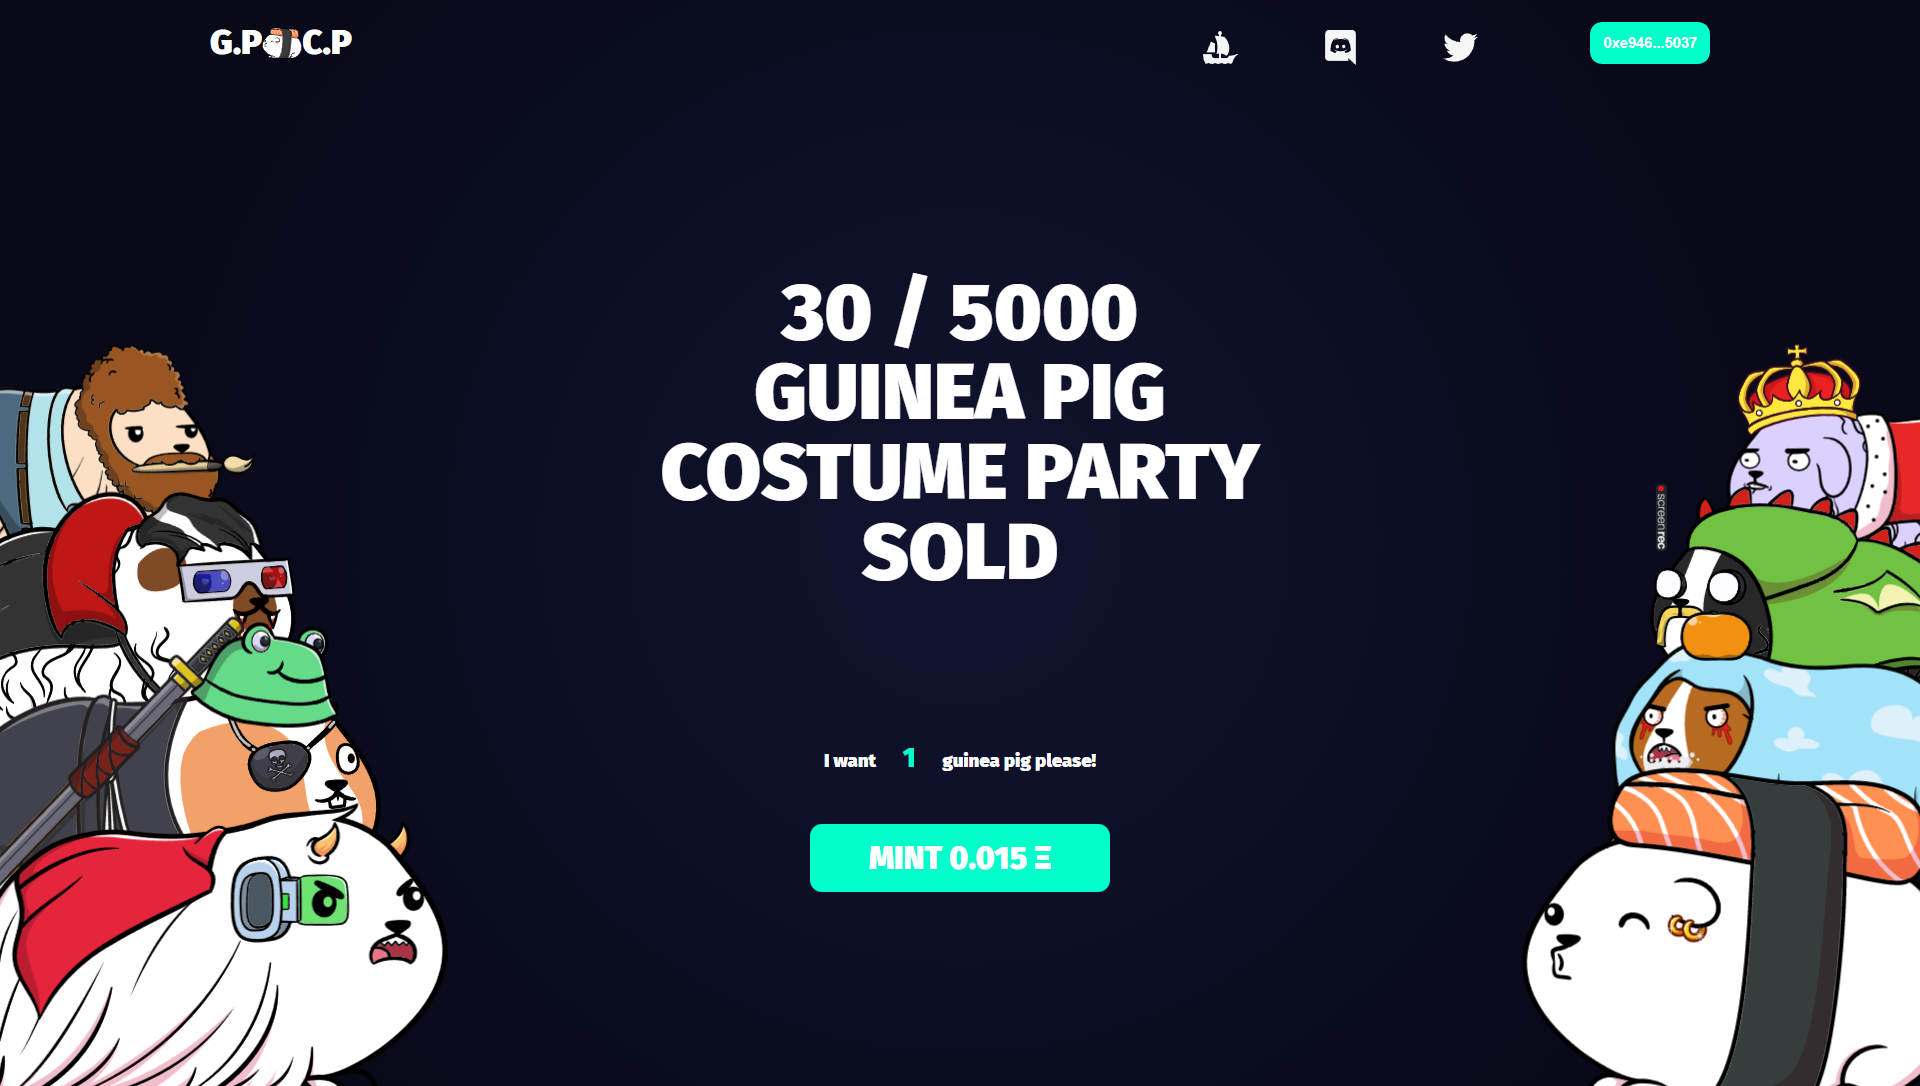 G.P C.P
0xe946...5037
30 / 5000
GUINEA PIG
COSTUME PARTY
SOLD
screenrec
I want 1 guinea pig please!
MINT 0.015 Ξ